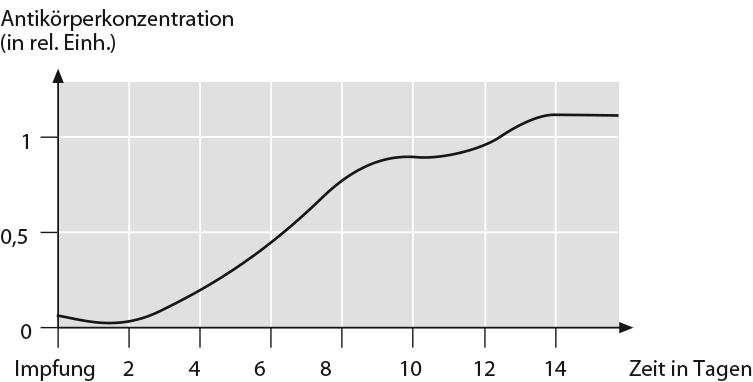 Antikörperkonzentration
(in rel. Einh.)
1
0,5
0
Impfung 2 4 6 8 10 12 14 Zeit in Tagen